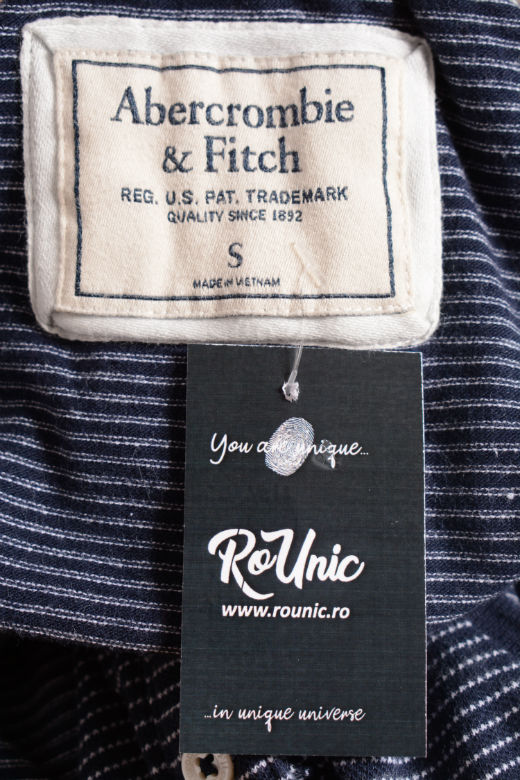 Abercrombie
& Fitch
REG. U.S. PAT. TRADEMARK
QUALITY SINCE 1892
S
MADE IN VIETNAM
You are unique...
RoUnic
www.rounic.ro
...in unique universe